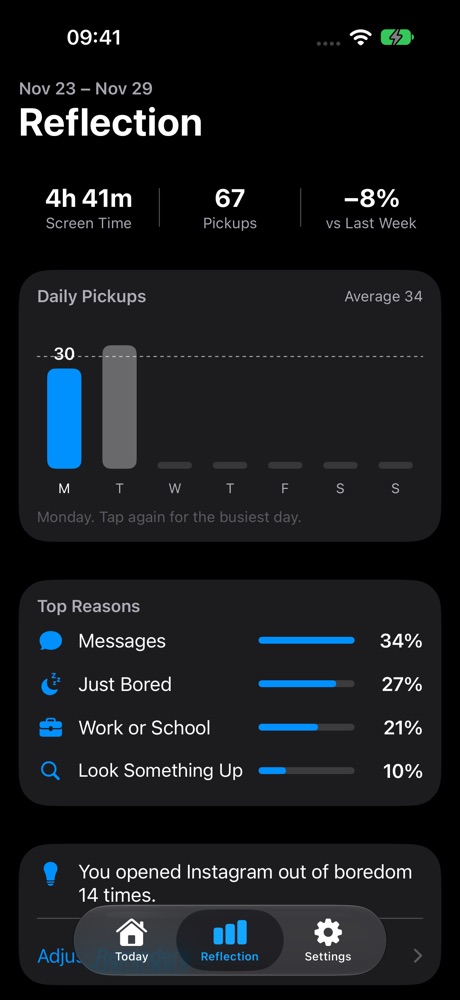 09:41
Nov 23 – Nov 29
Reflection
4h 41m
Screen Time
67
Pickups
–8%
vs Last Week
Daily Pickups
Average 34
30
M T W T F S S
Monday. Tap again for the busiest day.
Top Reasons
Messages 34%
Just Bored 27%
Work or School 21%
Look Something Up 10%
You opened Instagram out of boredom
14 times.
Today
Reflection
Settings